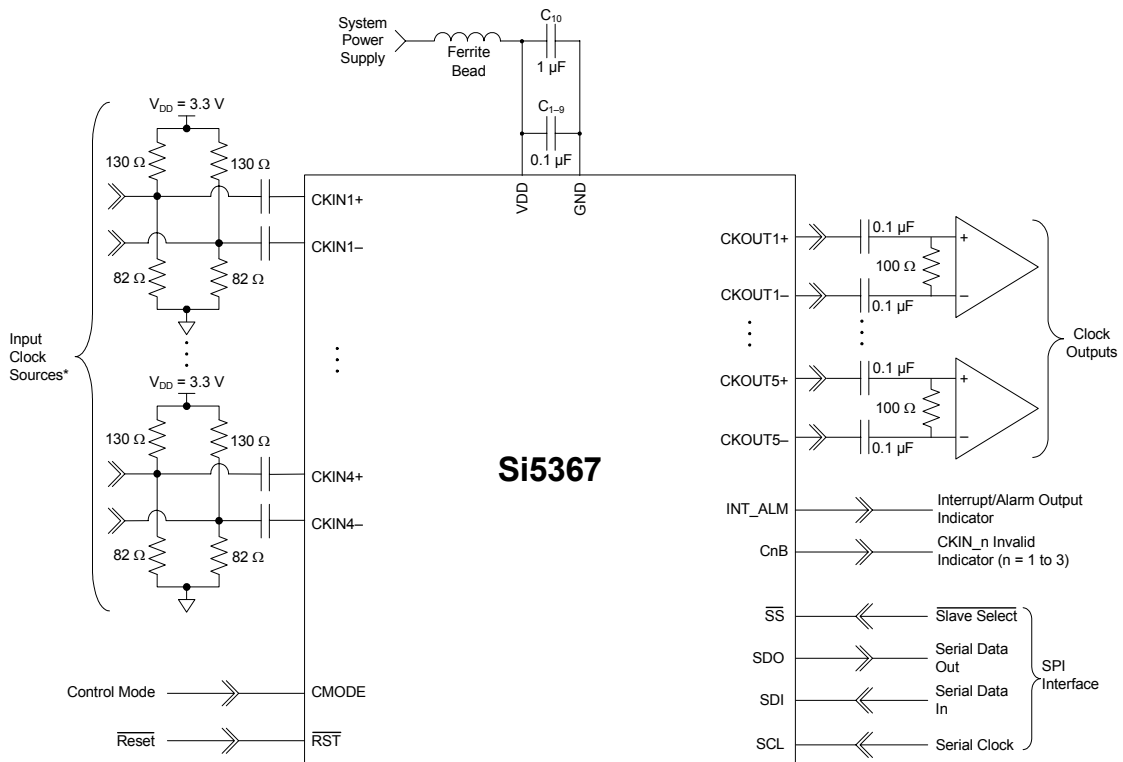 System
Power
Supply
Ferrite
Bead
C10
1 µF
C1–9
0.1 µF
VDD = 3.3 V
130 Ω
130 Ω
82 Ω
82 Ω
VDD = 3.3 V
130 Ω
130 Ω
82 Ω
82 Ω
Input
Clock
Sources*
Control Mode
Reset
VDD
GND
CKIN1+
CKIN1–
CKIN4+
CKIN4–
CMODE
RST
Si5367
CKOUT1+
CKOUT1–
CKOUT5+
CKOUT5–
INT_ALM
CnB
SS
SDO
SDI
SCL
0.1 µF
100 Ω
0.1 µF
+
–
0.1 µF
100 Ω
0.1 µF
+
–
Clock
Outputs
Interrupt/Alarm Output
Indicator
CKIN_n Invalid
Indicator (n = 1 to 3)
Slave Select
Serial Data
Out
Serial Data
In
Serial Clock
SPI
Interface